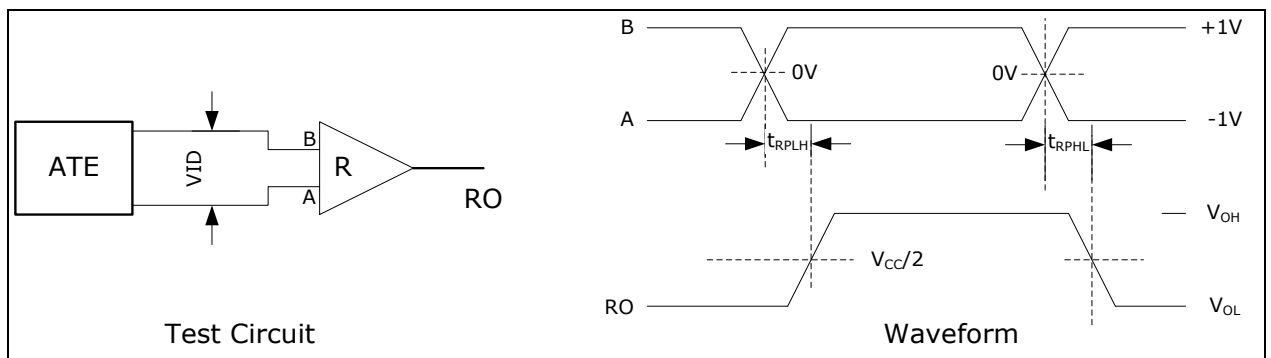 ATE
VID
B
A
R
RO
Test Circuit
B
+1V
0V
0V
A
-1V
tRPLH
tRPHL
VOH
VCC/2
RO
VOL
Waveform